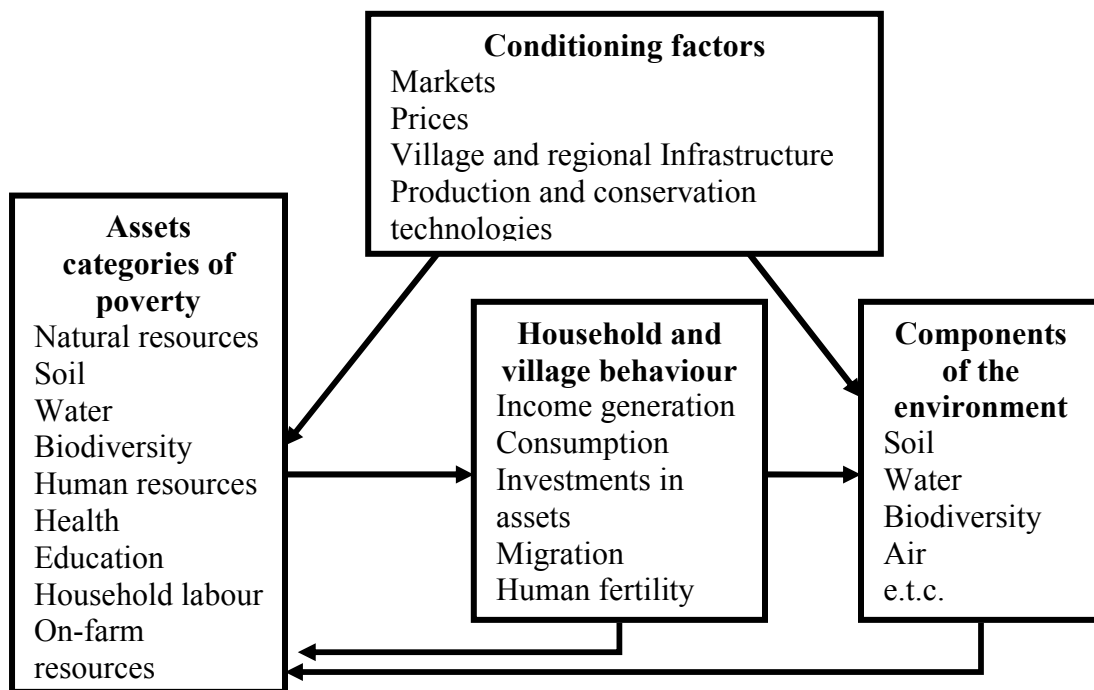 Conditioning factors
Markets
Prices
Village and regional Infrastructure
Production and conservation
technologies
Assets
categories of
poverty
Natural resources
Soil
Water
Biodiversity
Human resources
Health
Education
Household labour
On-farm
resources
Household and
village behaviour
Income generation
Consumption
Investments in
assets
Migration
Human fertility
Components
of the
environment
Soil
Water
Biodiversity
Air
e.t.c.